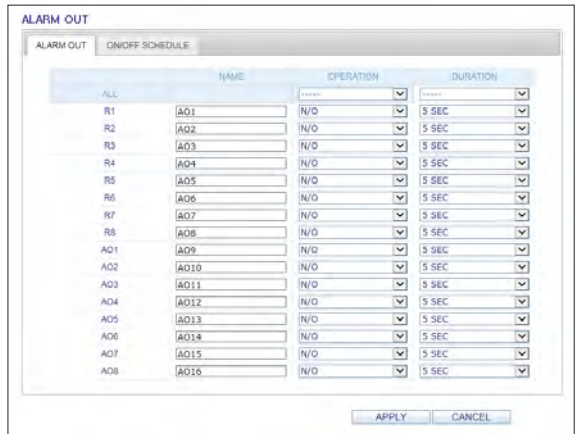 ALARM OUT
ALARM OUT ON/OFF SCHEDULE
NAME OPERATION DURATION
ALL ----- -----
R1 AO1 N/O 5 SEC
R2 AO2 N/O 5 SEC
R3 AO3 N/O 5 SEC
R4 AO4 N/O 5 SEC
R5 AO5 N/O 5 SEC
R6 AO6 N/O 5 SEC
R7 AO7 N/O 5 SEC
R8 AO8 N/O 5 SEC
AO1 AO9 N/O 5 SEC
AO2 AO10 N/O 5 SEC
AO3 AO11 N/O 5 SEC
AO4 AO12 N/O 5 SEC
AO5 AO13 N/O 5 SEC
AO6 AO14 N/O 5 SEC
AO7 AO15 N/O 5 SEC
AO8 AO16 N/O 5 SEC
APPLY CANCEL